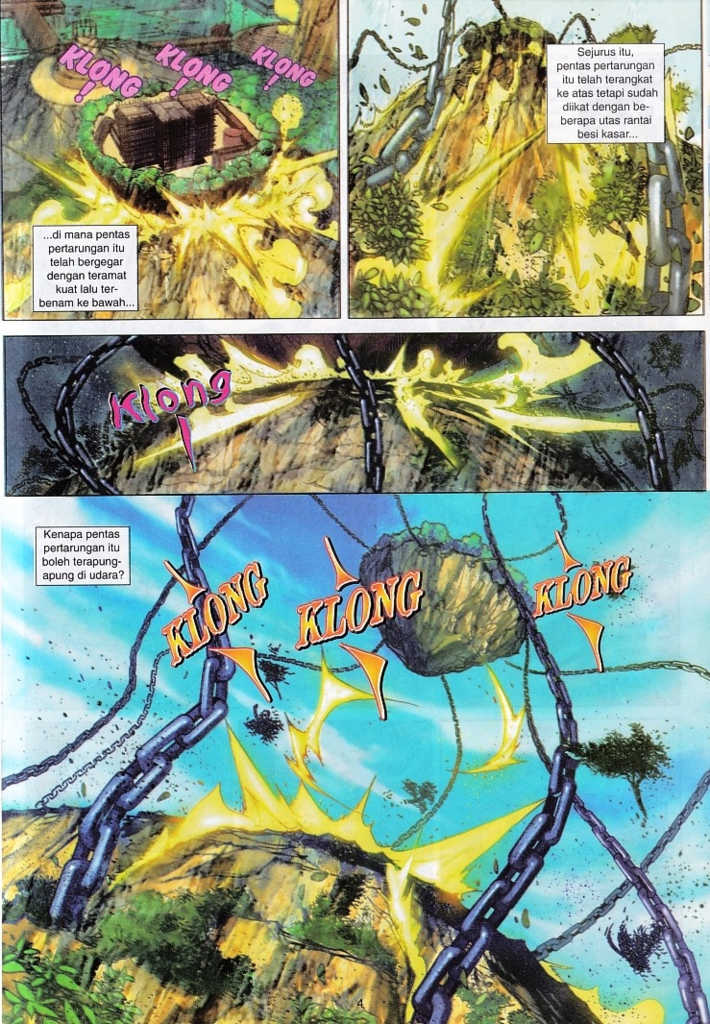 KLONG!
KLONG!
KLONG!
...di mana pentas
pertarungan itu
telah bergegar
dengan teramat
kuat lalu ter-
benam ke bawah...
Sejurus itu,
pentas pertarungan
itu telah terangkat
ke atas tetapi sudah
diikat dengan be-
berapa utas rantai
besi kasar...
Klong!
Kenapa pentas
pertarungan itu
boleh terapung-
apung di udara?
KLONG!
KLONG!
KLONG!
4